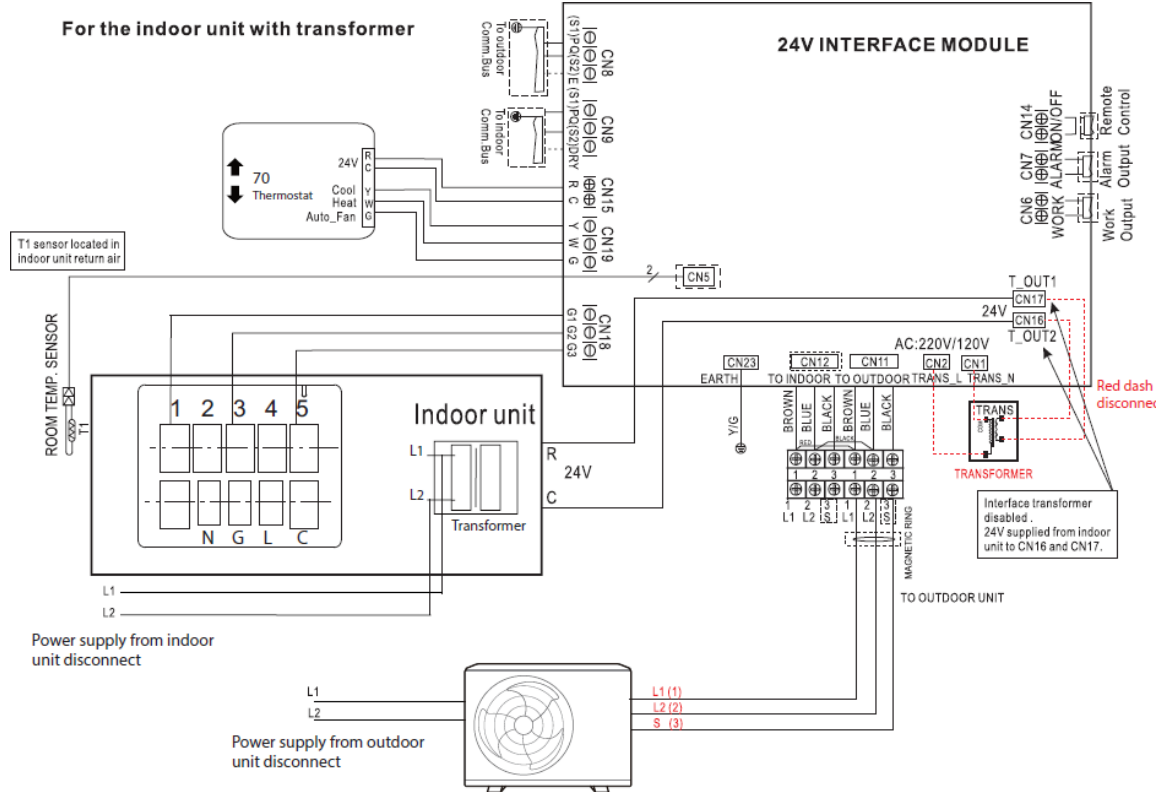 For the indoor unit with transformer
24V INTERFACE MODULE
To outdoor
Comm.Bus
(S1)PQ(S2)E
CN8
To indoor
Comm.Bus
(S1)PQ(S2)DRY
CN9
CN14
ON/OFF
Remote
Control
CN7
ALARM
Alarm
Output
CN6
WORK
Work
Output
70
Thermostat
24V
R
C
Cool Y
Heat W
Auto_Fan G
R
C
CN15
Y
W
G
CN19
T1 sensor located in
indoor unit return air
2
CN5
ROOM TEMP. SENSOR
T1
G1 G2 G3
CN18
T_OUT1
CN17
24V
CN16
T_OUT2
AC:220V/120V
CN23
CN12
CN11
CN2
CN1
EARTH
TO INDOOR
TO OUTDOOR
TRANS_L
TRANS_N
Y/G
BROWN
BLUE
BLACK
BROWN
BLUE
BLACK
RED
BLACK
1 2 3 1 2 3
1 2 3 1 2 3
L1 L2 S L1 L2 S
MAGNETIC RING
TO OUTDOOR UNIT
Red dash
disconnec
TRANS
TRANSFORMER
Interface transformer
disabled .
24V supplied from indoor
unit to CN16 and CN17.
1 2 3 4 5
N G L C
Indoor unit
L1
L2
Transformer
R
24V
C
L1
L2
Power supply from indoor
unit disconnect
L1
L2
Power supply from outdoor
unit disconnect
L1 (1)
L2 (2)
S (3)